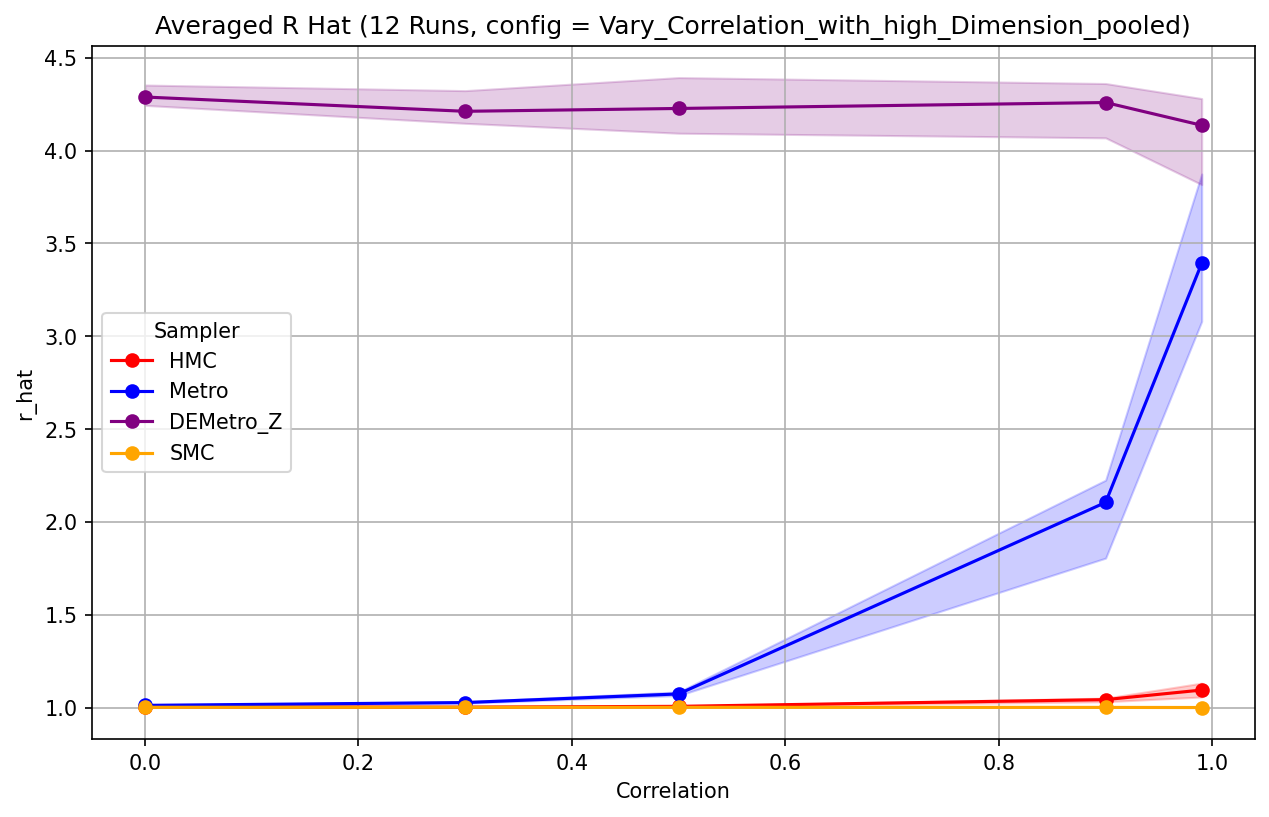 Averaged R Hat (12 Runs, config = Vary_Correlation_with_high_Dimension_pooled)
4.5
4.0
3.5
3.0
2.5
2.0
1.5
1.0
r_hat
Sampler
HMC
Metro
DEMetro_Z
SMC
0.0 0.2 0.4 0.6 0.8 1.0
Correlation